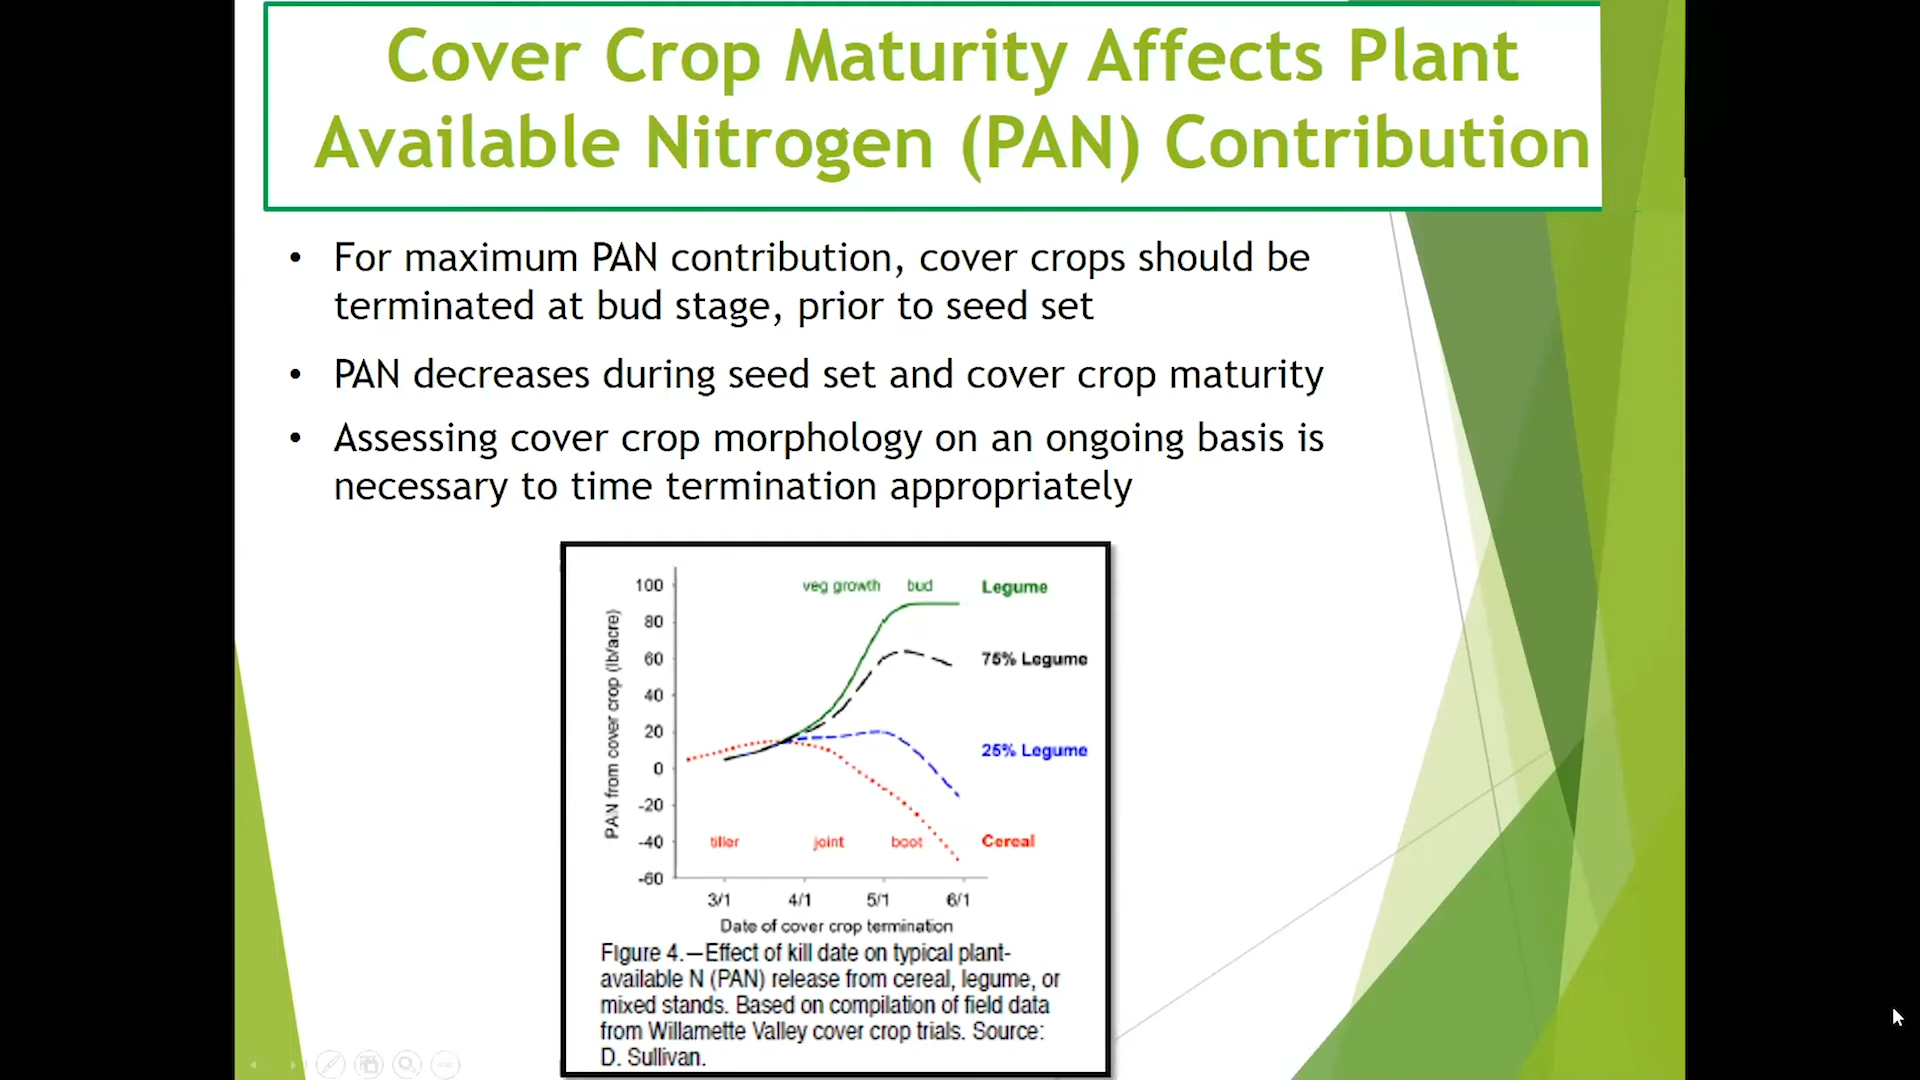 Cover Crop Maturity Affects Plant
Available Nitrogen (PAN) Contribution
• For maximum PAN contribution, cover crops should be
terminated at bud stage, prior to seed set
• PAN decreases during seed set and cover crop maturity
• Assessing cover crop morphology on an ongoing basis is
necessary to time termination appropriately
PAN from cover crop (lb/acre)
100
80
60
40
20
0
-20
-40
-60
veg growth bud Legume
75% Legume
25% Legume
tiller joint boot Cereal
3/1 4/1 5/1 6/1
Date of cover crop termination
Figure 4.—Effect of kill date on typical plant-
available N (PAN) release from cereal, legume, or
mixed stands. Based on compilation of field data
from Willamette Valley cover crop trials. Source:
D. Sullivan.